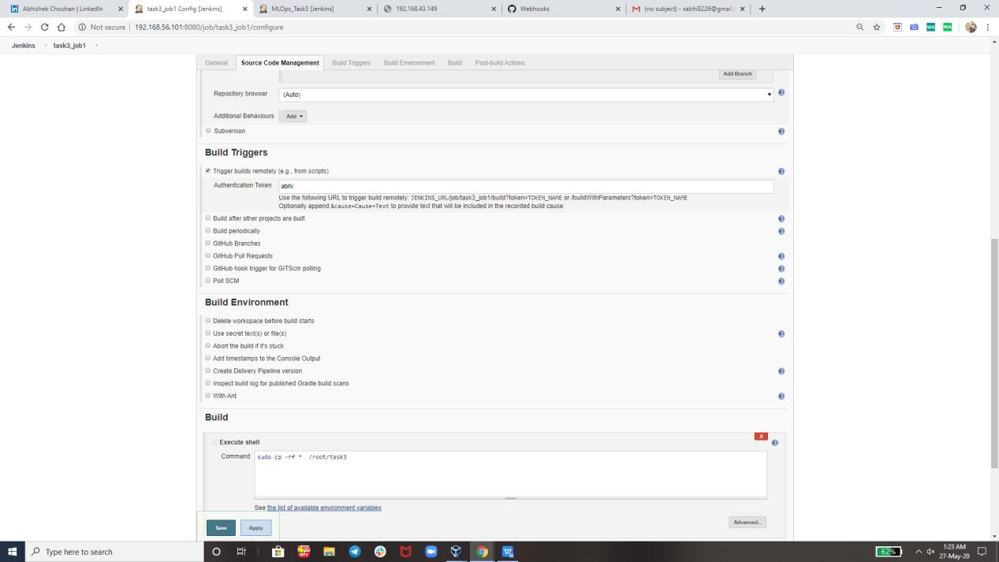 Abhishek Chouhan | LinkedIn
task3_job1 Config [Jenkins]
MLOps_Task3 [Jenkins]
192.168.43.149
Webhooks
(no subject) - sabhi8226@gmail.c
Not secure | 192.168.56.101:8080/job/task3_job1/configure
Jenkins task3_job1
General Source Code Management Build Triggers Build Environment Build Post-build Actions
Add Branch
Repository browser (Auto)
Additional Behaviours Add
Subversion
Build Triggers
Trigger builds remotely (e.g., from scripts)
Authentication Token abhi
Use the following URL to trigger build remotely: JENKINS_URL/job/task3_job1/build?token=TOKEN_NAME or /buildWithParameters?token=TOKEN_NAME
Optionally append &cause=Cause+Text to provide text that will be included in the recorded build cause.
Build after other projects are built
Build periodically
GitHub Branches
GitHub Pull Requests
GitHub hook trigger for GITScm polling
Poll SCM
Build Environment
Delete workspace before build starts
Use secret text(s) or file(s)
Abort the build if it's stuck
Add timestamps to the Console Output
Create Delivery Pipeline version
Inspect build log for published Gradle build scans
With Ant
Build
X
Execute shell
Command sudo cp -rf * /root/task3
See the list of available environment variables
Advanced...
Save Apply
Type here to search
62%
1:23 AM
27-May-20